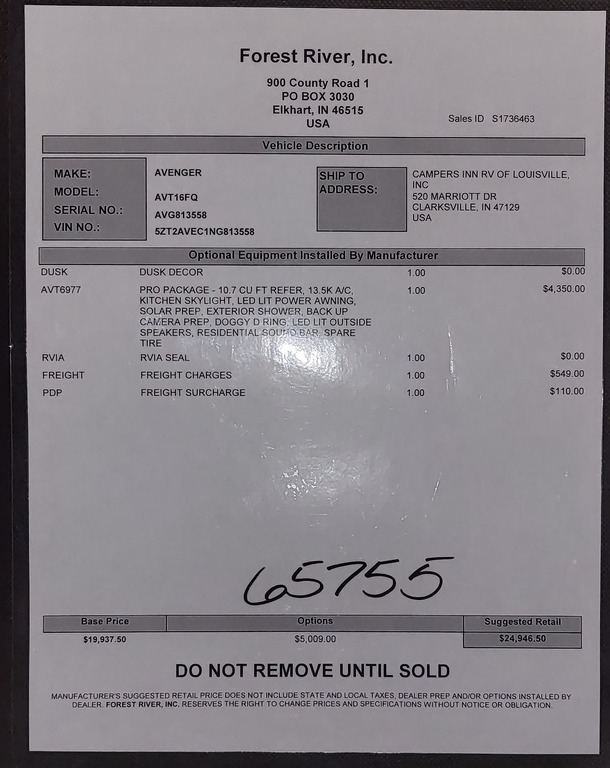 Forest River, Inc.
900 County Road 1
PO BOX 3030
Elkhart, IN 46515
USA
Sales ID S1736463
Vehicle Description
MAKE: AVENGER
MODEL: AVT16FQ
SERIAL NO.: AVG813558
VIN NO.: 5ZT2AVEC1NG813558
SHIP TO
ADDRESS:
CAMPERS INN RV OF LOUISVILLE,
INC
520 MARRIOTT DR
CLARKSVILLE, IN 47129
USA
Optional Equipment Installed By Manufacturer
DUSK DUSK DECOR 1.00 $0.00
AVT6977 PRO PACKAGE - 10.7 CU FT REFER, 13.5K A/C, 1.00 $4,350.00
KITCHEN SKYLIGHT, LED LIT POWER AWNING,
SOLAR PREP, EXTERIOR SHOWER, BACK UP
CAMERA PREP, DOGGY D RING, LED LIT OUTSIDE
SPEAKERS, RESIDENTIAL SOUND BAR, SPARE
TIRE
RVIA RVIA SEAL 1.00 $0.00
FREIGHT FREIGHT CHARGES 1.00 $549.00
PDP FREIGHT SURCHARGE 1.00 $110.00
65755
Base Price Options Suggested Retail
$19,937.50 $5,009.00 $24,946.50
DO NOT REMOVE UNTIL SOLD
MANUFACTURER'S SUGGESTED RETAIL PRICE DOES NOT INCLUDE STATE AND LOCAL TAXES, DEALER PREP AND/OR OPTIONS INSTALLED BY
DEALER. FOREST RIVER, INC. RESERVES THE RIGHT TO CHANGE PRICES AND SPECIFICATIONS WITHOUT NOTICE OR OBLIGATION.